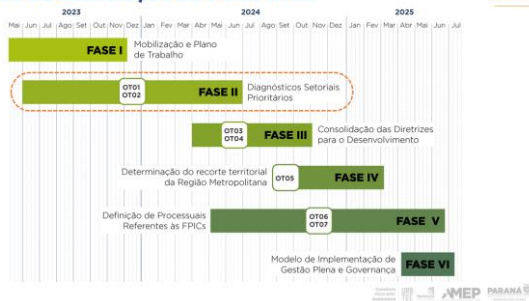 2023 2024 2025
Mai Jun Jul Ago Set Out Nov Dez Jan Fev Mar Abr Mai Jun Jul Ago Set Out Nov Dez Jan Fev Mar Abr Mai Jun Jul
FASE I Mobilização e Plano
de Trabalho
OT01
OT02
FASE II Diagnósticos Setoriais
Prioritários
OT03
OT04
FASE III Consolidação das Diretrizes
para o Desenvolvimento
Determinação do recorte territorial
da Região Metropolitana
OT05 FASE IV
Definição de Processuais
Referentes às FPICs
OT06
OT07
FASE V
Modelo de Implementação de
Gestão Plena e Governança
FASE VI
AMEP PARANÁ